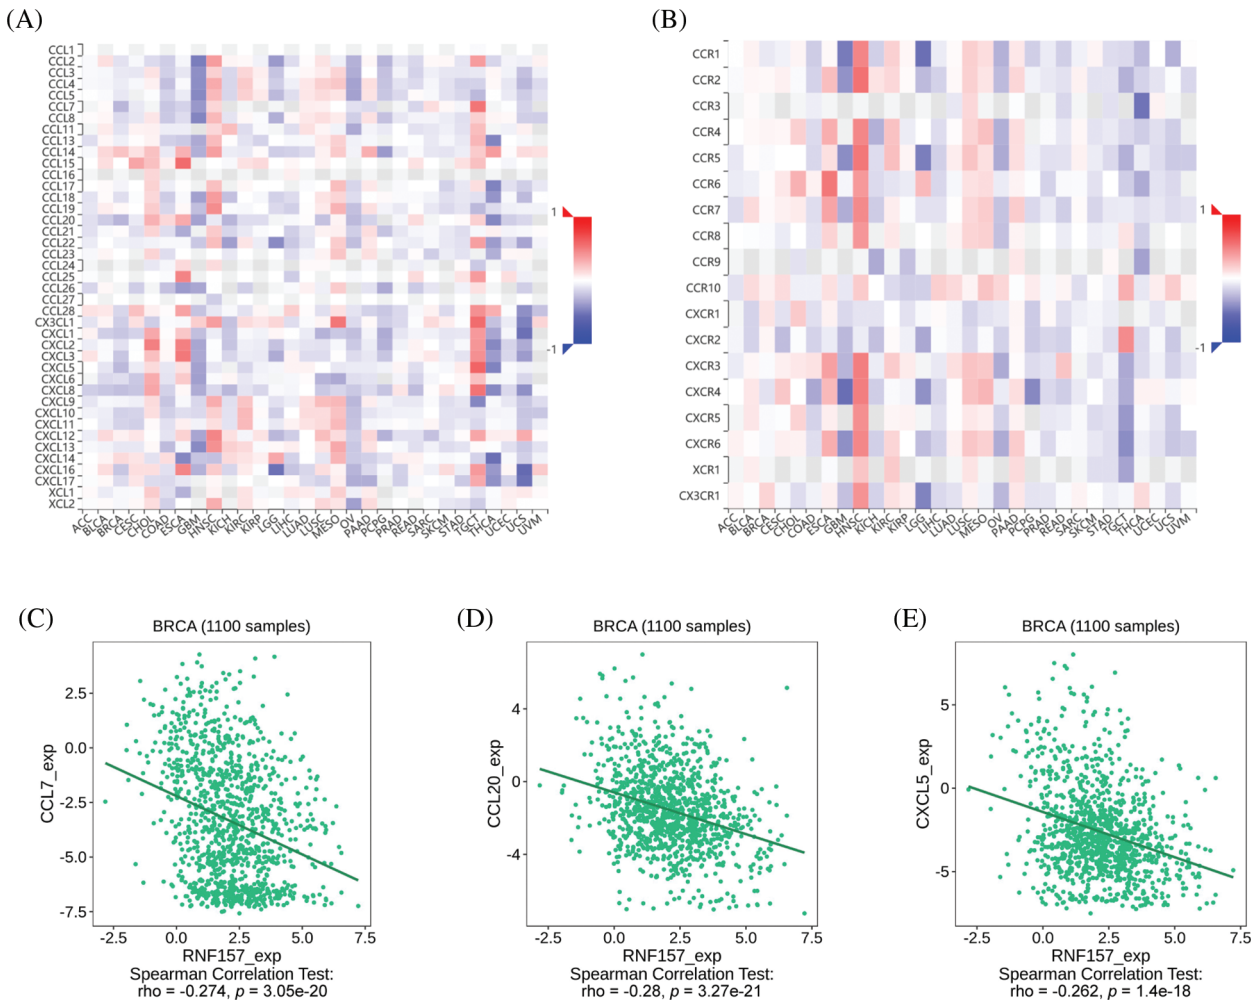 (A)
CCL1
CCL2
CCL3
CCL4
CCL5
CCL7
CCL8
CCL11
CCL13
CCL14
CCL15
CCL16
CCL17
CCL18
CCL19
CCL20
CCL21
CCL22
CCL23
CCL24
CCL25
CCL26
CCL27
CCL28
CX3CL1
CXCL1
CXCL2
CXCL3
CXCL5
CXCL6
CXCL8
CXCL9
CXCL10
CXCL11
CXCL12
CXCL13
CXCL14
CXCL16
CXCL17
XCL1
XCL2
ACC BLCA BRCA CESC CHOL COAD ESCA GBM HNSC KICH KIRC KIRP LGG LIHC LUAD LUSC MESO OV PAAD PCPG PRAD READ SARC SKCM STAD TGCT THCA UCEC UCS UVM
1
-1
(B)
CCR1
CCR2
CCR3
CCR4
CCR5
CCR6
CCR7
CCR8
CCR9
CCR10
CXCR1
CXCR2
CXCR3
CXCR4
CXCR5
CXCR6
XCR1
CX3CR1
ACC BLCA BRCA CESC CHOL COAD ESCA GBM HNSC KICH KIRC KIRP LGG LIHC LUAD LUSC MESO OV PAAD PCPG PRAD READ SARC SKCM STAD TGCT THCA UCEC UCS UVM
1
-1
(C)
BRCA (1100 samples)
CCL7_exp
2.5
0.0
-2.5
-5.0
-7.5
-2.5 0.0 2.5 5.0 7.5
RNF157_exp
Spearman Correlation Test:
rho = -0.274, p = 3.05e-20
(D)
BRCA (1100 samples)
CCL20_exp
4
0
-4
-2.5 0.0 2.5 5.0 7.5
RNF157_exp
Spearman Correlation Test:
rho = -0.28, p = 3.27e-21
(E)
BRCA (1100 samples)
CXCL5_exp
5
0
-5
-2.5 0.0 2.5 5.0 7.5
RNF157_exp
Spearman Correlation Test:
rho = -0.262, p = 1.4e-18